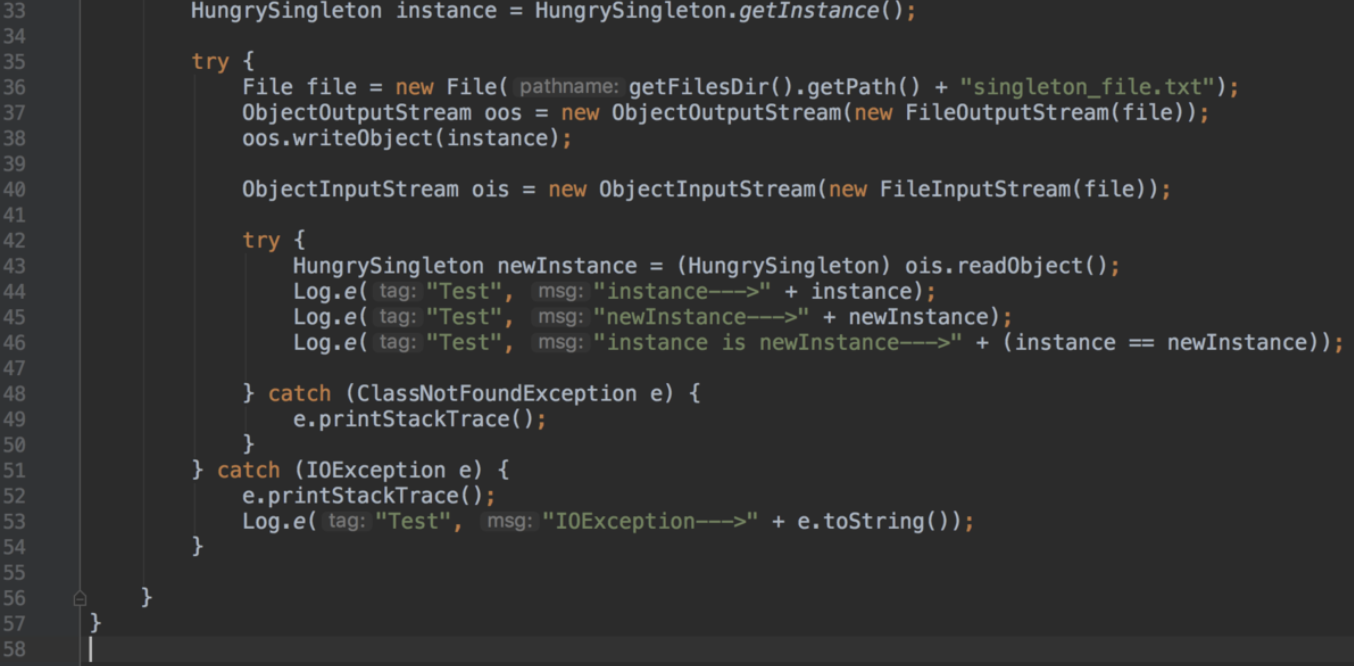 33 HungrySingleton instance = HungrySingleton.getInstance();
34
35 try {
36 File file = new File( pathname: getFilesDir().getPath() + "singleton_file.txt");
37 ObjectOutputStream oos = new ObjectOutputStream(new FileOutputStream(file));
38 oos.writeObject(instance);
39
40 ObjectInputStream ois = new ObjectInputStream(new FileInputStream(file));
41
42 try {
43 HungrySingleton newInstance = (HungrySingleton) ois.readObject();
44 Log.e( tag: "Test", msg: "instance--->" + instance);
45 Log.e( tag: "Test", msg: "newInstance--->" + newInstance);
46 Log.e( tag: "Test", msg: "instance is newInstance--->" + (instance == newInstance));
47
48 } catch (ClassNotFoundException e) {
49 e.printStackTrace();
50 }
51 } catch (IOException e) {
52 e.printStackTrace();
53 Log.e( tag: "Test", msg: "IOException--->" + e.toString());
54 }
55
56 }
57 }
58